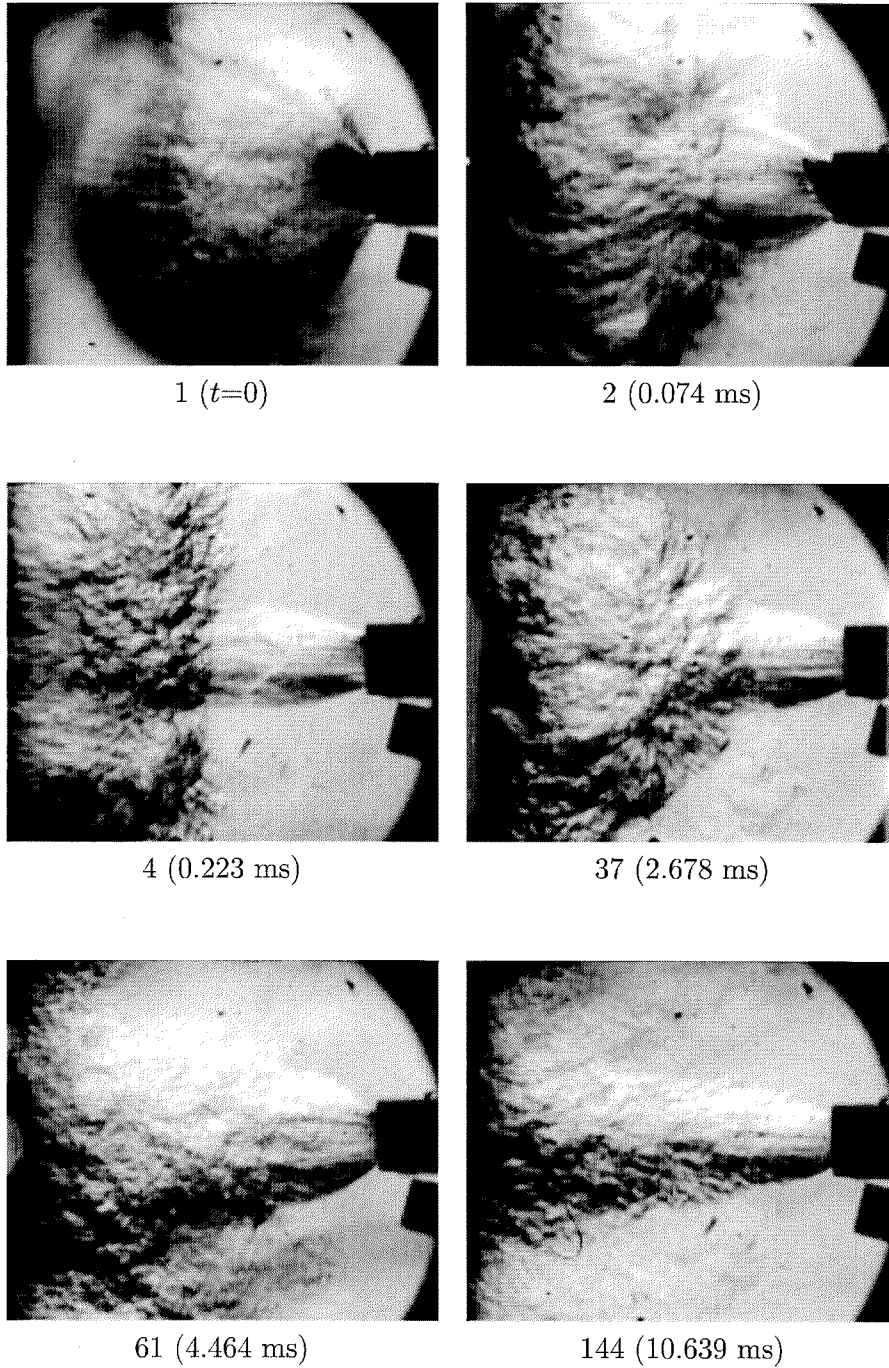 1 (t=0)
2 (0.074 ms)
4 (0.223 ms)
37 (2.678 ms)
61 (4.464 ms)
144 (10.639 ms)